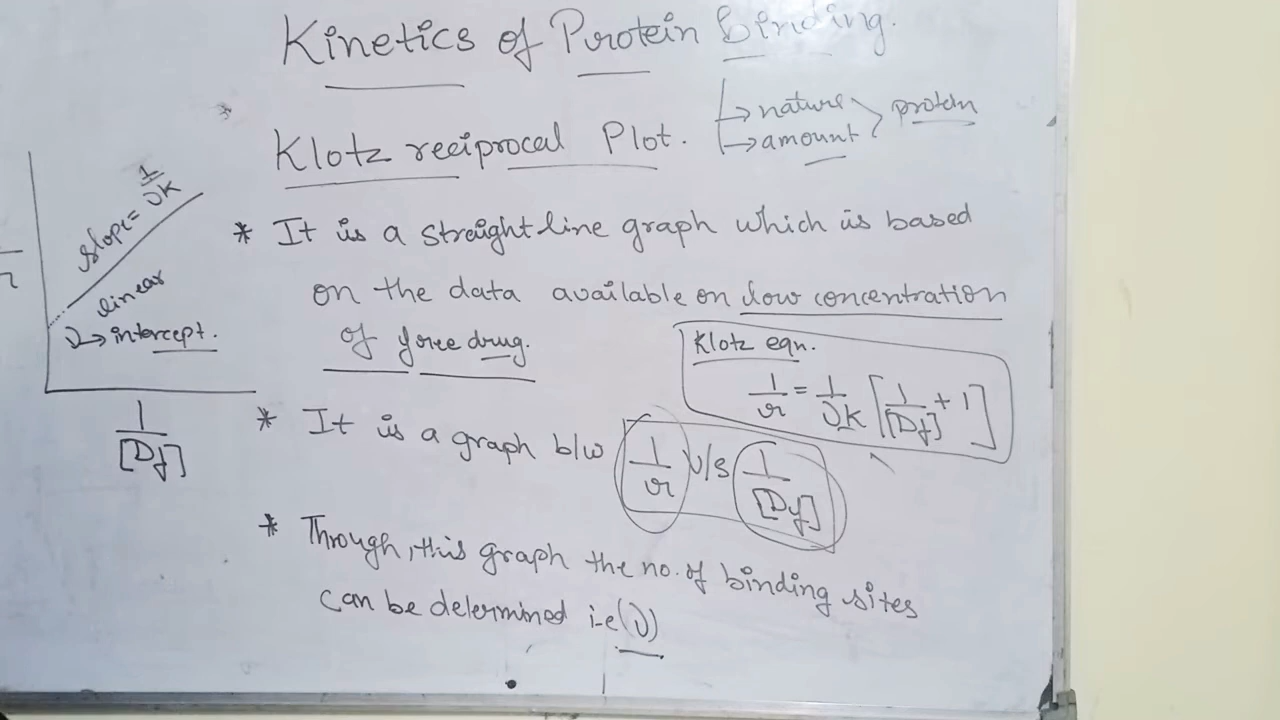 Kinetics of Protein Binding.
Klotz reciprocal Plot.
→ nature
→ amount
protein
* It is a straight line graph which is based
on the data available on low concentration
of free drug.
Klotz eqn.
1/r = 1/νK [1/[Df] + 1]
* It is a graph b/w 1/r v/s 1/[Df]
* Through, this graph the no. of binding sites
can be determined i.e (ν)
slope = 1/νK
linear
ν → intercept.
1/[Df]